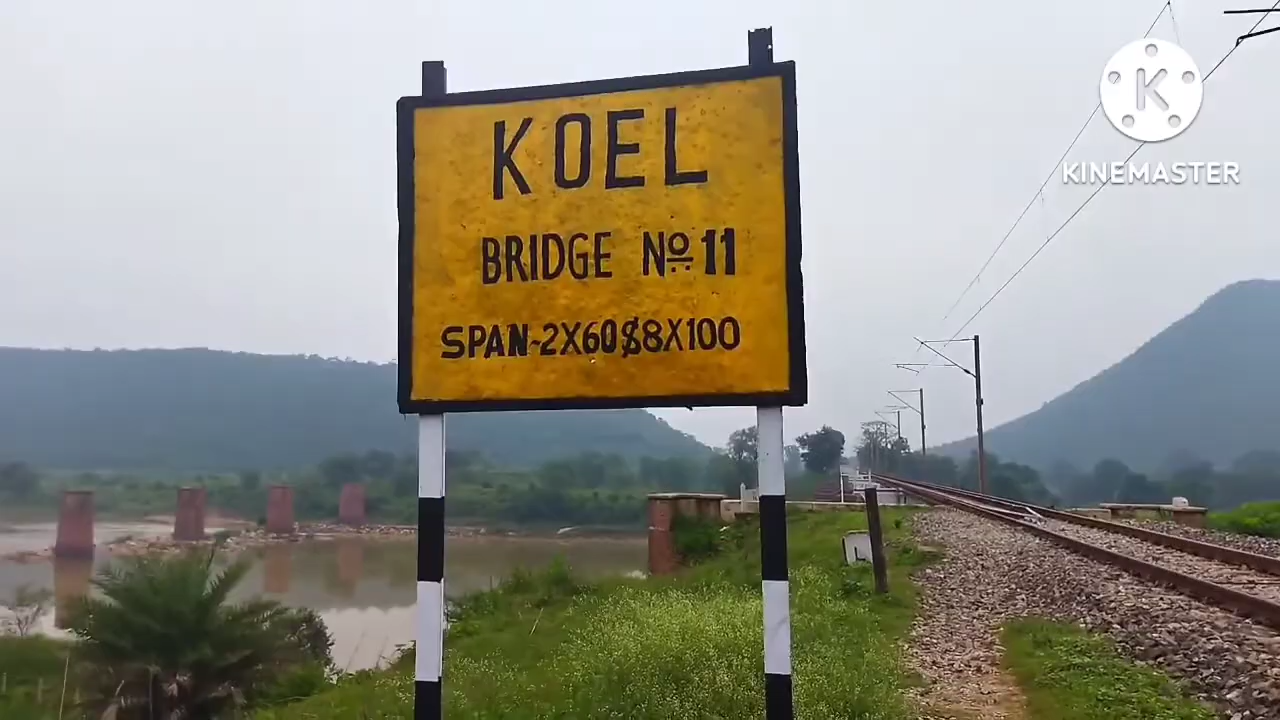 KOEL
BRIDGE Nº 11
SPAN-2X60$8X100
K
KINEMASTER